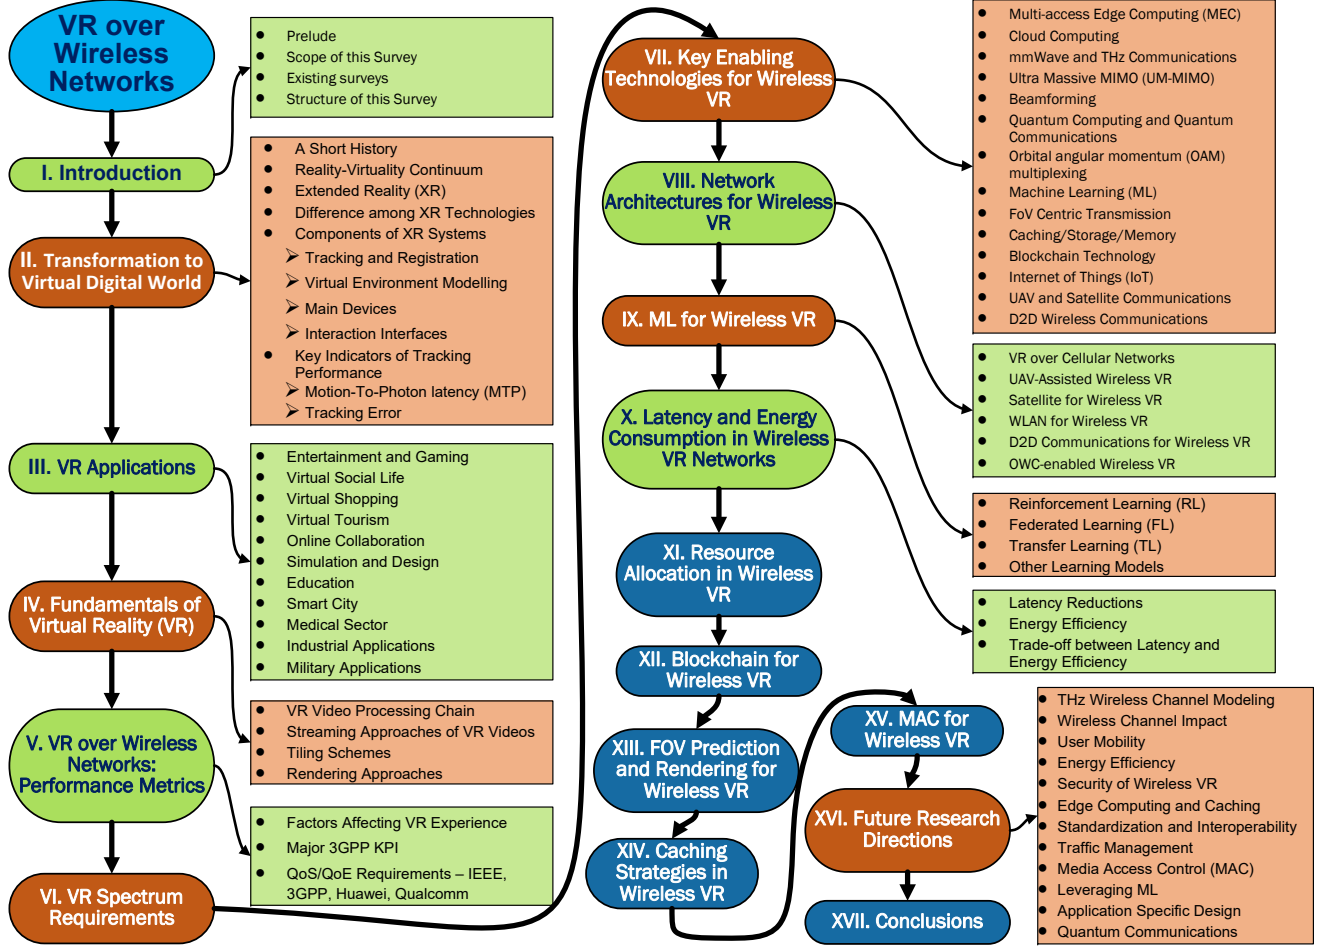 VR over
Wireless
Networks
I. Introduction
Prelude
Scope of this Survey
Existing surveys
Structure of this Survey
II. Transformation to
Virtual Digital World
A Short History
Reality-Virtuality Continuum
Extended Reality (XR)
Difference among XR Technologies
Components of XR Systems
Tracking and Registration
Virtual Environment Modelling
Main Devices
Interaction Interfaces
Key Indicators of Tracking
Performance
Motion-To-Photon latency (MTP)
Tracking Error
III. VR Applications
Entertainment and Gaming
Virtual Social Life
Virtual Shopping
Virtual Tourism
Online Collaboration
Simulation and Design
Education
Smart City
Medical Sector
Industrial Applications
Military Applications
IV. Fundamentals of
Virtual Reality (VR)
VR Video Processing Chain
Streaming Approaches of VR Videos
Tiling Schemes
Rendering Approaches
V. VR over Wireless
Networks:
Performance Metrics
Factors Affecting VR Experience
Major 3GPP KPI
QoS/QoE Requirements – IEEE,
3GPP, Huawei, Qualcomm
VI. VR Spectrum
Requirements
VII. Key Enabling
Technologies for Wireless
VR
Multi-access Edge Computing (MEC)
Cloud Computing
mmWave and THz Communications
Ultra Massive MIMO (UM-MIMO)
Beamforming
Quantum Computing and Quantum
Communications
Orbital angular momentum (OAM)
multiplexing
Machine Learning (ML)
FoV Centric Transmission
Caching/Storage/Memory
Blockchain Technology
Internet of Things (IoT)
UAV and Satellite Communications
D2D Wireless Communications
VIII. Network
Architectures for Wireless
VR
VR over Cellular Networks
UAV-Assisted Wireless VR
Satellite for Wireless VR
WLAN for Wireless VR
D2D Communications for Wireless VR
OWC-enabled Wireless VR
IX. ML for Wireless VR
Reinforcement Learning (RL)
Federated Learning (FL)
Transfer Learning (TL)
Other Learning Models
X. Latency and Energy
Consumption in Wireless
VR Networks
Latency Reductions
Energy Efficiency
Trade-off between Latency and
Energy Efficiency
XI. Resource
Allocation in Wireless
VR
XII. Blockchain for
Wireless VR
XIII. FOV Prediction
and Rendering for
Wireless VR
XIV. Caching
Strategies in
Wireless VR
XV. MAC for
Wireless VR
XVI. Future Research
Directions
THz Wireless Channel Modeling
Wireless Channel Impact
User Mobility
Energy Efficiency
Security of Wireless VR
Edge Computing and Caching
Standardization and Interoperability
Traffic Management
Media Access Control (MAC)
Leveraging ML
Application Specific Design
Quantum Communications
XVII. Conclusions